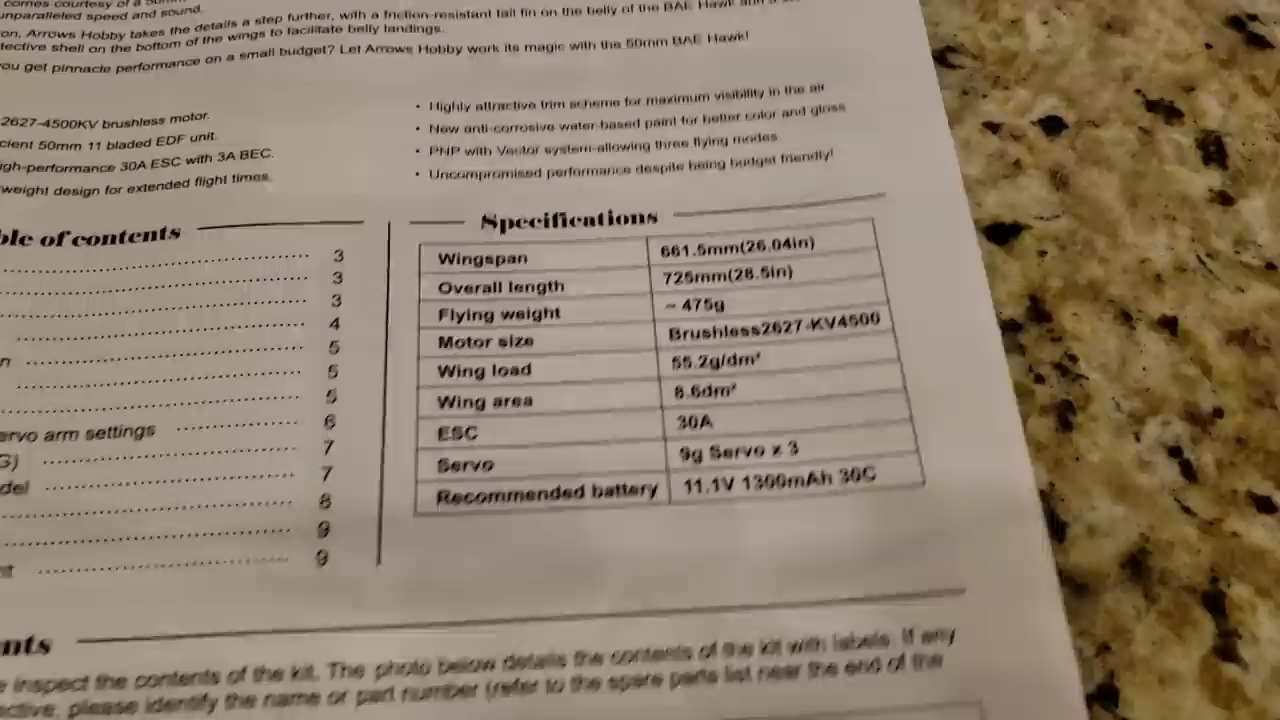 comes courtesy of a 50mm
unparalleled speed and sound.
on, Arrows Hobby takes the details a step further, with a friction-resistant tail fin on the belly of the BAE Hawk and a
tective shell on the bottom of the wings to facilitate belly landings.
ou get pinnacle performance on a small budget? Let Arrows Hobby work its magic with the 50mm BAE Hawk!
2627-4500KV brushless motor.
cient 50mm 11 bladed EDF unit.
gh-performance 30A ESC with 3A BEC.
weight design for extended flight times.
• Highly attractive trim scheme for maximum visibility in the air
• New anti-corrosive water-based paint for better color and gloss
• PNP with Vector system-allowing three flying modes
• Uncompromised performance despite being budget friendly!
ble of contents
3
3
3
4
n 5
5
5
ervo arm settings 6
G) 7
del 7
8
9
t 9
Specifications
Wingspan 661.5mm(26.04in)
Overall length 725mm(28.5in)
Flying weight ~ 475g
Motor size Brushless2627-KV4500
Wing load 55.2g/dm²
Wing area 8.6dm²
ESC 30A
Servo 9g Servo x 3
Recommended battery 11.1V 1300mAh 30C
nts
e inspect the contents of the kit. The photo below details the contents of the kit with labels. If any
ective, please identify the name or part number (refer to the spare parts list near the end of the